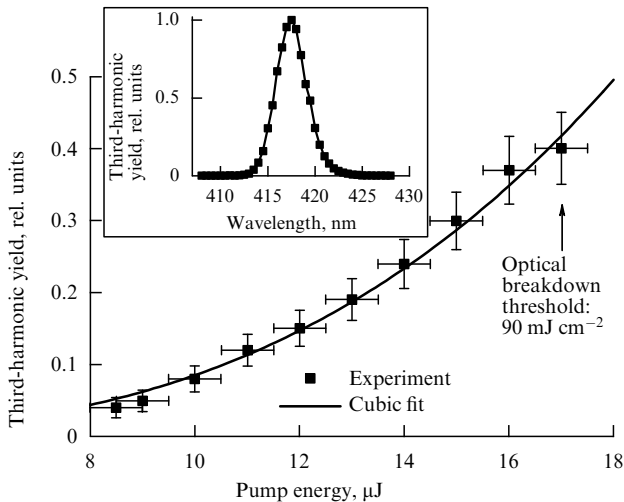 Third-harmonic yield, rel. units
0.5
0.4
0.3
0.2
0.1
0
Third-harmonic
yield, rel. units
1.0
0.5
0
410 415 420 425 430
Wavelength, nm
Optical
breakdown
threshold:
90 mJ cm⁻²
Experiment
Cubic fit
8 10 12 14 16 18
Pump energy, μJ